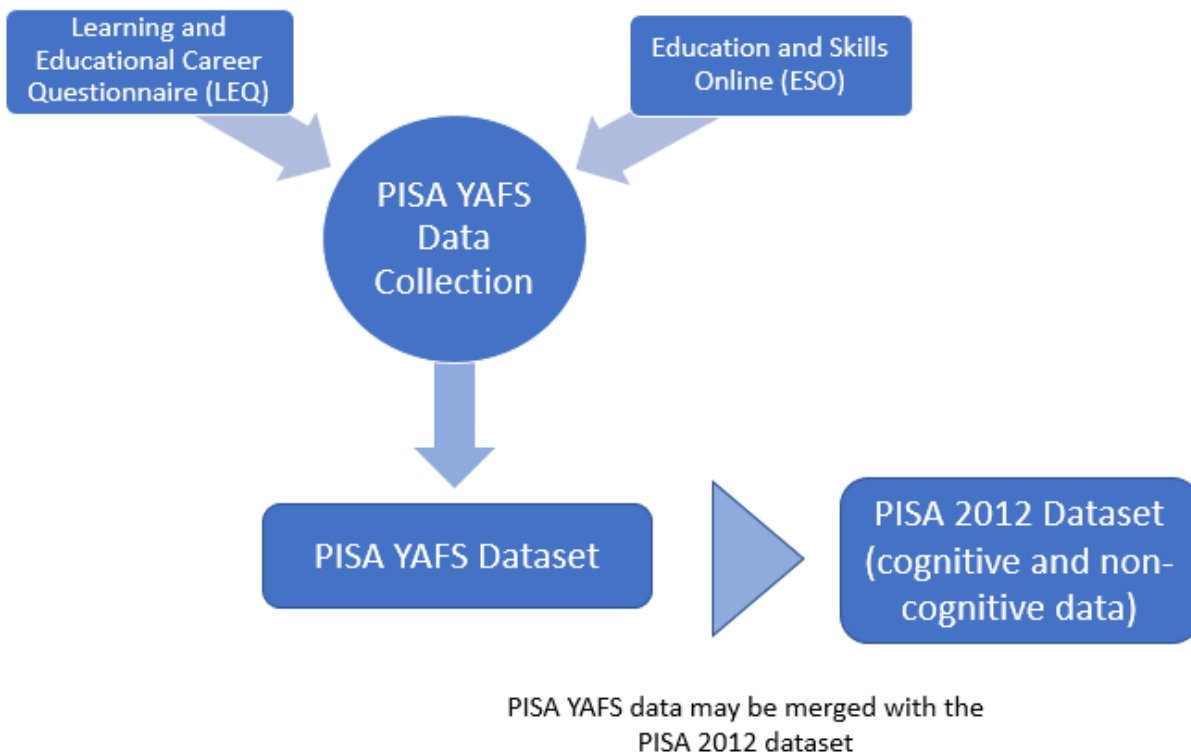 Learning and
Educational Career
Questionnaire (LEQ)
Education and Skills
Online (ESO)
PISA YAFS
Data
Collection
PISA YAFS Dataset
PISA 2012 Dataset
(cognitive and non-
cognitive data)
PISA YAFS data may be merged with the
PISA 2012 dataset